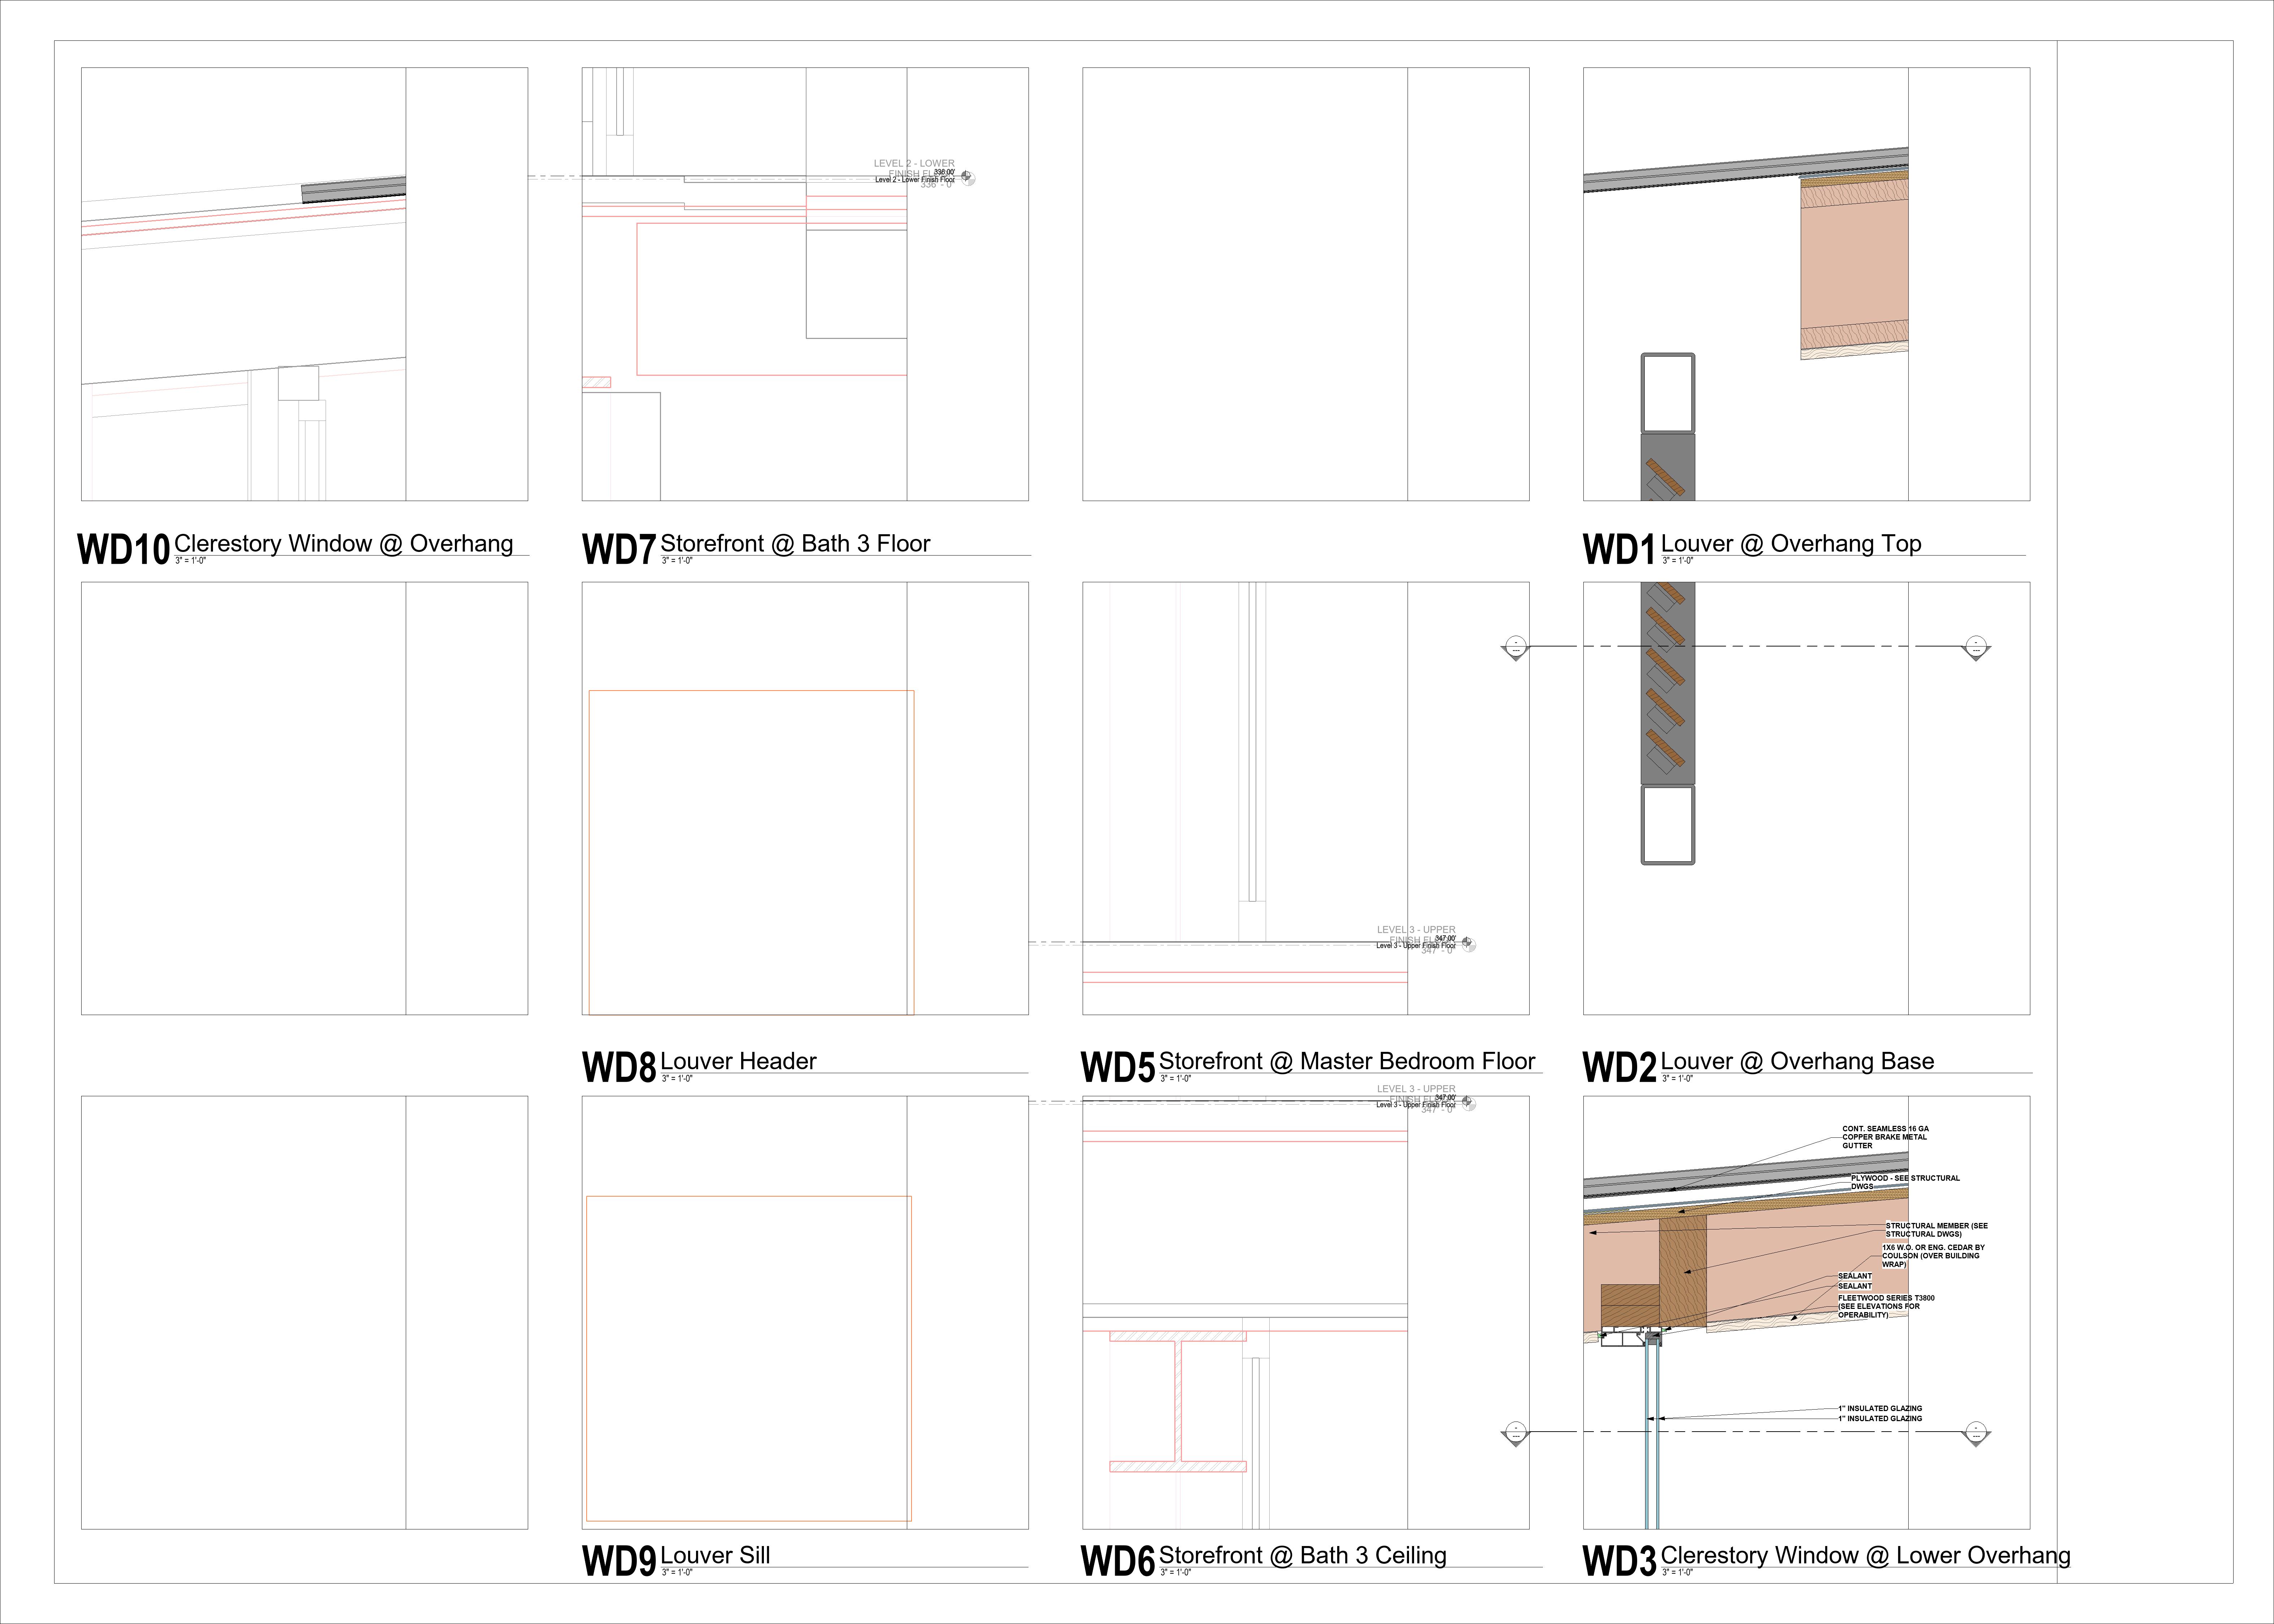 LEVEL 2 - LOWER
FINISH FL
336.00'
Level 2 - Lower Finish Floor
336' - 0"
WD10 Clerestory Window @ Overhang
3" = 1'-0"
WD7 Storefront @ Bath 3 Floor
3" = 1'-0"
WD1 Louver @ Overhang Top
3" = 1'-0"
-
---
-
---
LEVEL 3 - UPPER
FINISH FL
347.00'
Level 3 - Upper Finish Floor
347' - 0"
WD8 Louver Header
3" = 1'-0"
WD5 Storefront @ Master Bedroom Floor
3" = 1'-0"
WD2 Louver @ Overhang Base
3" = 1'-0"
LEVEL 3 - UPPER
FINISH FL
347.00'
Level 3 - Upper Finish Floor
347' - 0"
CONT. SEAMLESS 16 GA
COPPER BRAKE METAL
GUTTER
PLYWOOD - SEE STRUCTURAL
DWGS
STRUCTURAL MEMBER (SEE
STRUCTURAL DWGS)
1X6 W.O. OR ENG. CEDAR BY
COULSON (OVER BUILDING
WRAP)
SEALANT
SEALANT
FLEETWOOD SERIES T3800
(SEE ELEVATIONS FOR
OPERABILITY)
1" INSULATED GLAZING
1" INSULATED GLAZING
-
---
-
---
WD9 Louver Sill
3" = 1'-0"
WD6 Storefront @ Bath 3 Ceiling
3" = 1'-0"
WD3 Clerestory Window @ Lower Overhang
3" = 1'-0"